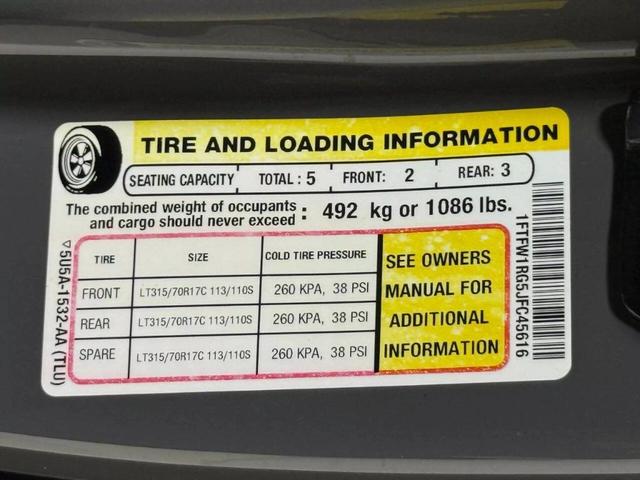 TIRE AND LOADING INFORMATION
SEATING CAPACITY TOTAL : 5 FRONT: 2 REAR: 3
The combined weight of occupants
and cargo should never exceed : 492 kg or 1086 lbs.
TIRE SIZE COLD TIRE PRESSURE
FRONT LT315/70R17C 113/110S 260 KPA, 38 PSI
REAR LT315/70R17C 113/110S 260 KPA, 38 PSI
SPARE LT315/70R17C 113/110S 260 KPA, 38 PSI
SEE OWNERS
MANUAL FOR
ADDITIONAL
INFORMATION
▽5U5A-1532-AA (TLU)
1FTFW1RG5JFC45616